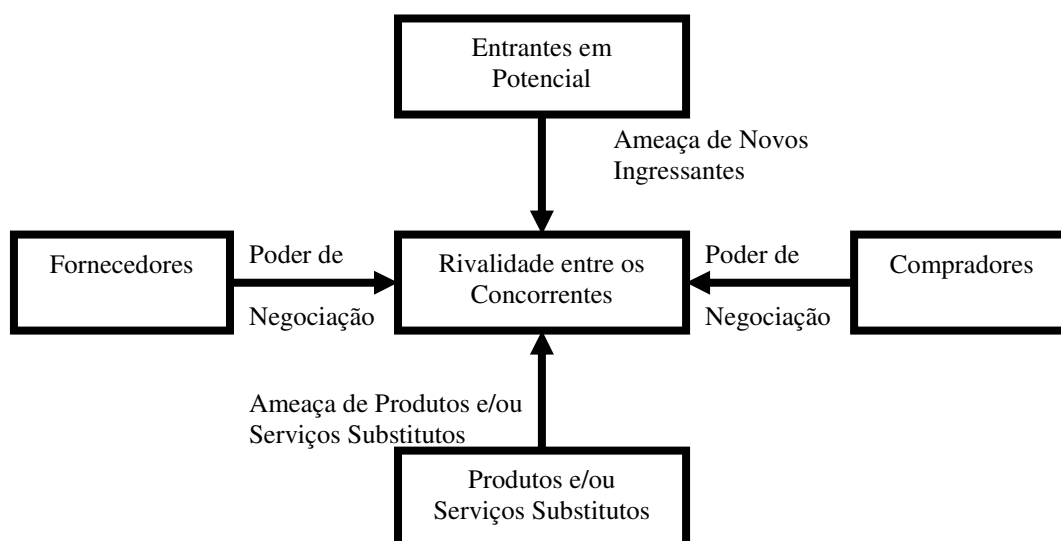 Entrantes em
Potencial
Ameaça de Novos
Ingressantes
Fornecedores
Poder de
Negociação
Rivalidade entre os
Concorrentes
Poder de
Negociação
Compradores
Ameaça de Produtos e/ou
Serviços Substitutos
Produtos e/ou
Serviços Substitutos